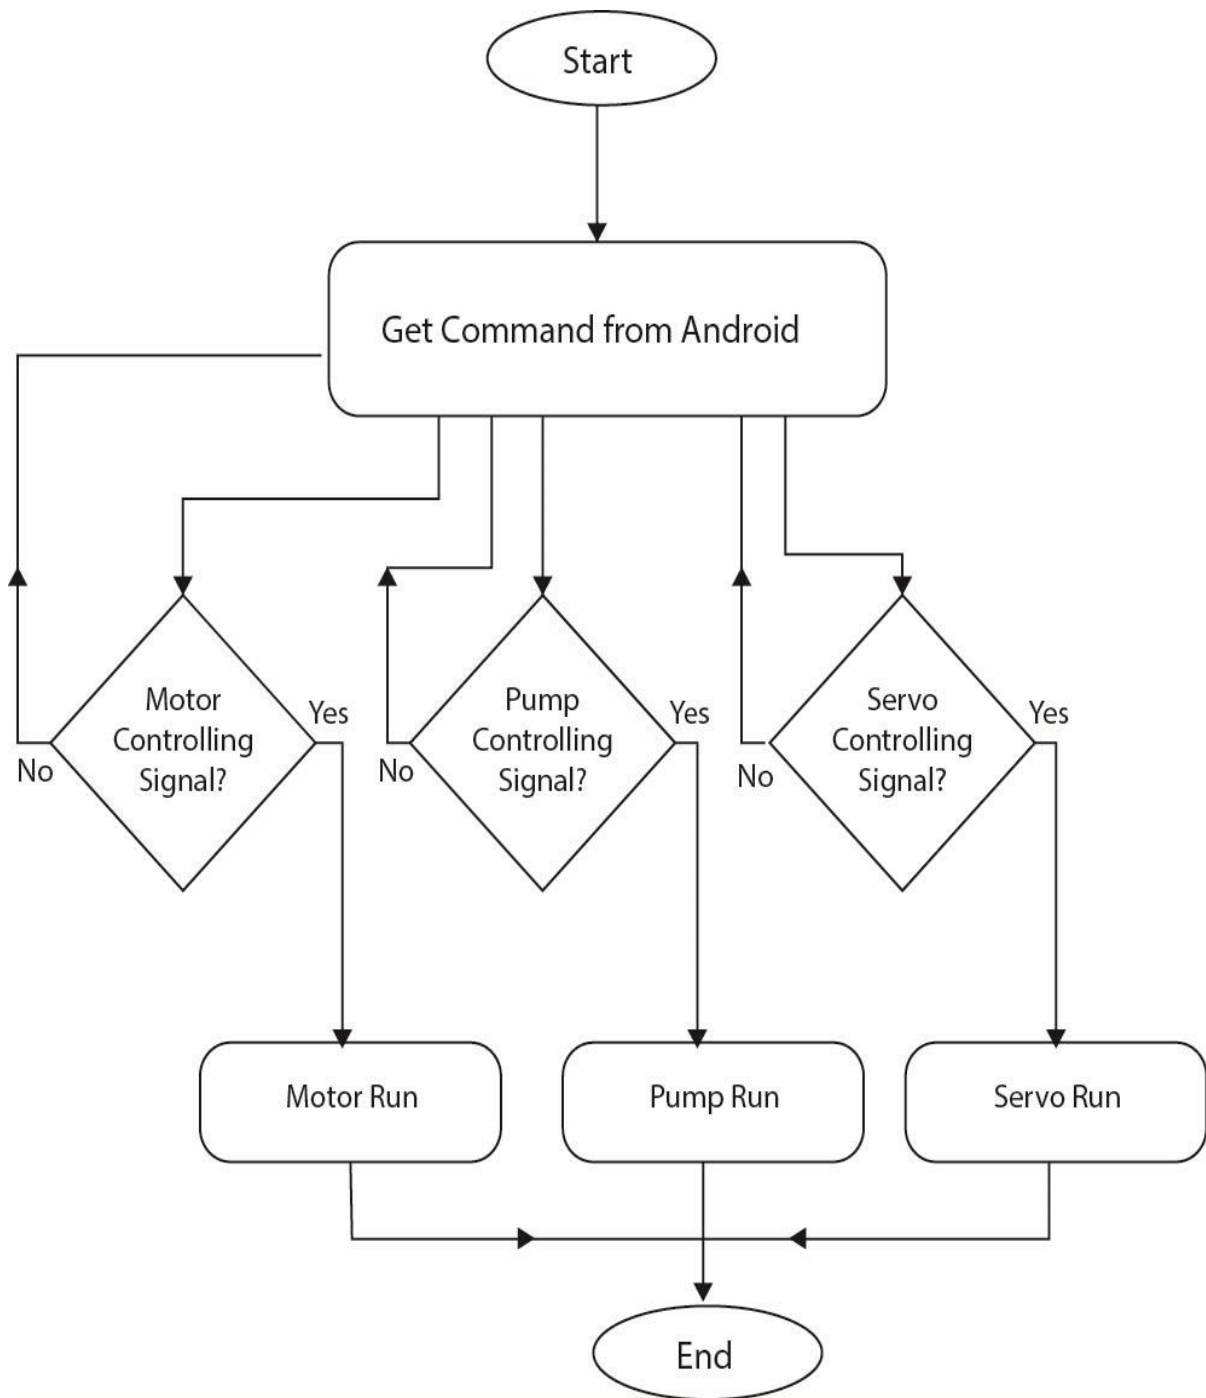 Start
Get Command from Android
Motor
Controlling
Signal?
Yes
No
Pump
Controlling
Signal?
Yes
No
Servo
Controlling
Signal?
Yes
No
Motor Run
Pump Run
Servo Run
End